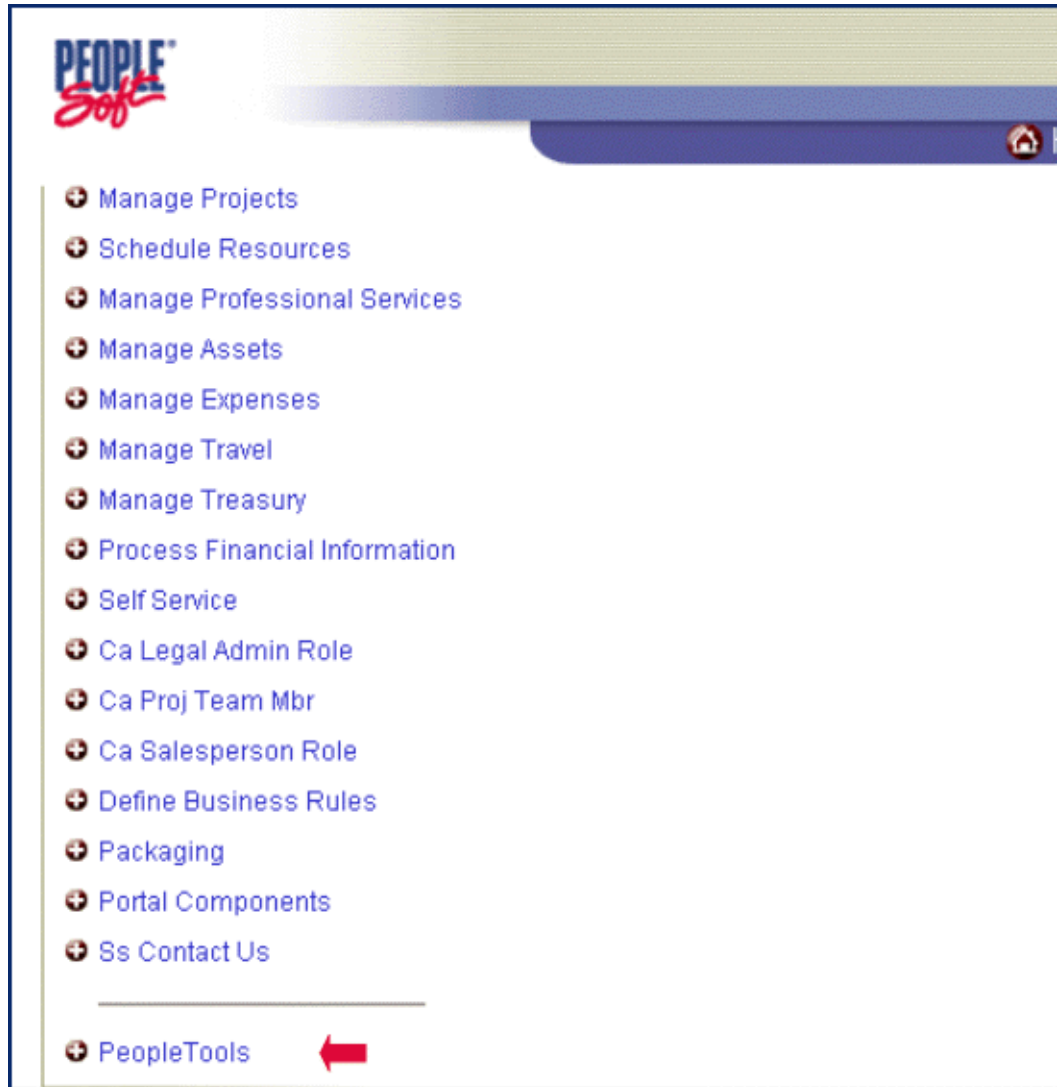 PEOPLE®
Soft
Manage Projects
Schedule Resources
Manage Professional Services
Manage Assets
Manage Expenses
Manage Travel
Manage Treasury
Process Financial Information
Self Service
Ca Legal Admin Role
Ca Proj Team Mbr
Ca Salesperson Role
Define Business Rules
Packaging
Portal Components
Ss Contact Us
PeopleTools